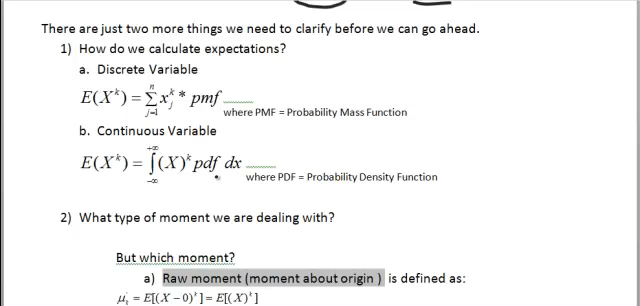 There are just two more things we need to clarify before we can go ahead.
1) How do we calculate expectations?
a. Discrete Variable
E(X^k) = ∑_{j=1}^{n} x_j^k * pmf where PMF = Probability Mass Function
b. Continuous Variable
E(X^k) = ∫_{-∞}^{+∞} (X)^k pdf dx where PDF = Probability Density Function
2) What type of moment we are dealing with?
But which moment?
a) Raw moment (moment about origin ) is defined as:
μ'_k = E[(X − 0)^k] = E[(X)^k]